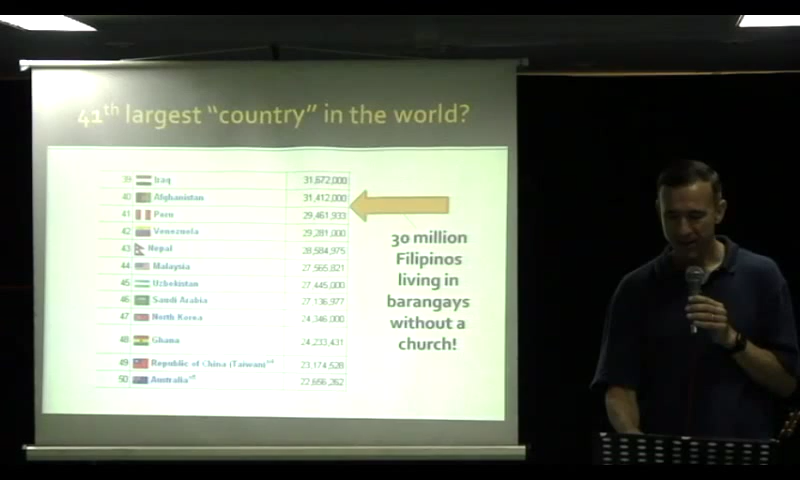 41th largest "country" in the world?
39 Iraq 31,672,000
40 Afghanistan 31,412,000
41 Peru 29,461,933
42 Venezuela 29,281,000
43 Nepal 28,584,975
44 Malaysia 27,565,821
45 Uzbekistan 27,445,000
46 Saudi Arabia 27,136,977
47 North Korea 24,346,000
48 Ghana 24,233,431
49 Republic of China (Taiwan) 23,174,528
50 Australia 22,656,262
30 million
Filipinos
living in
barangays
without a
church!